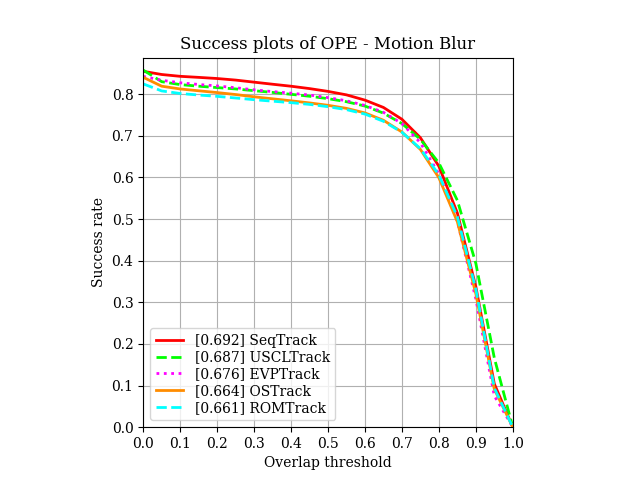 Success plots of OPE - Motion Blur
Success rate
0.8
0.7
0.6
0.5
0.4
0.3
0.2
0.1
0.0
[0.692] SeqTrack
[0.687] USCLTrack
[0.676] EVPTrack
[0.664] OSTrack
[0.661] ROMTrack
0.0 0.1 0.2 0.3 0.4 0.5 0.6 0.7 0.8 0.9 1.0
Overlap threshold